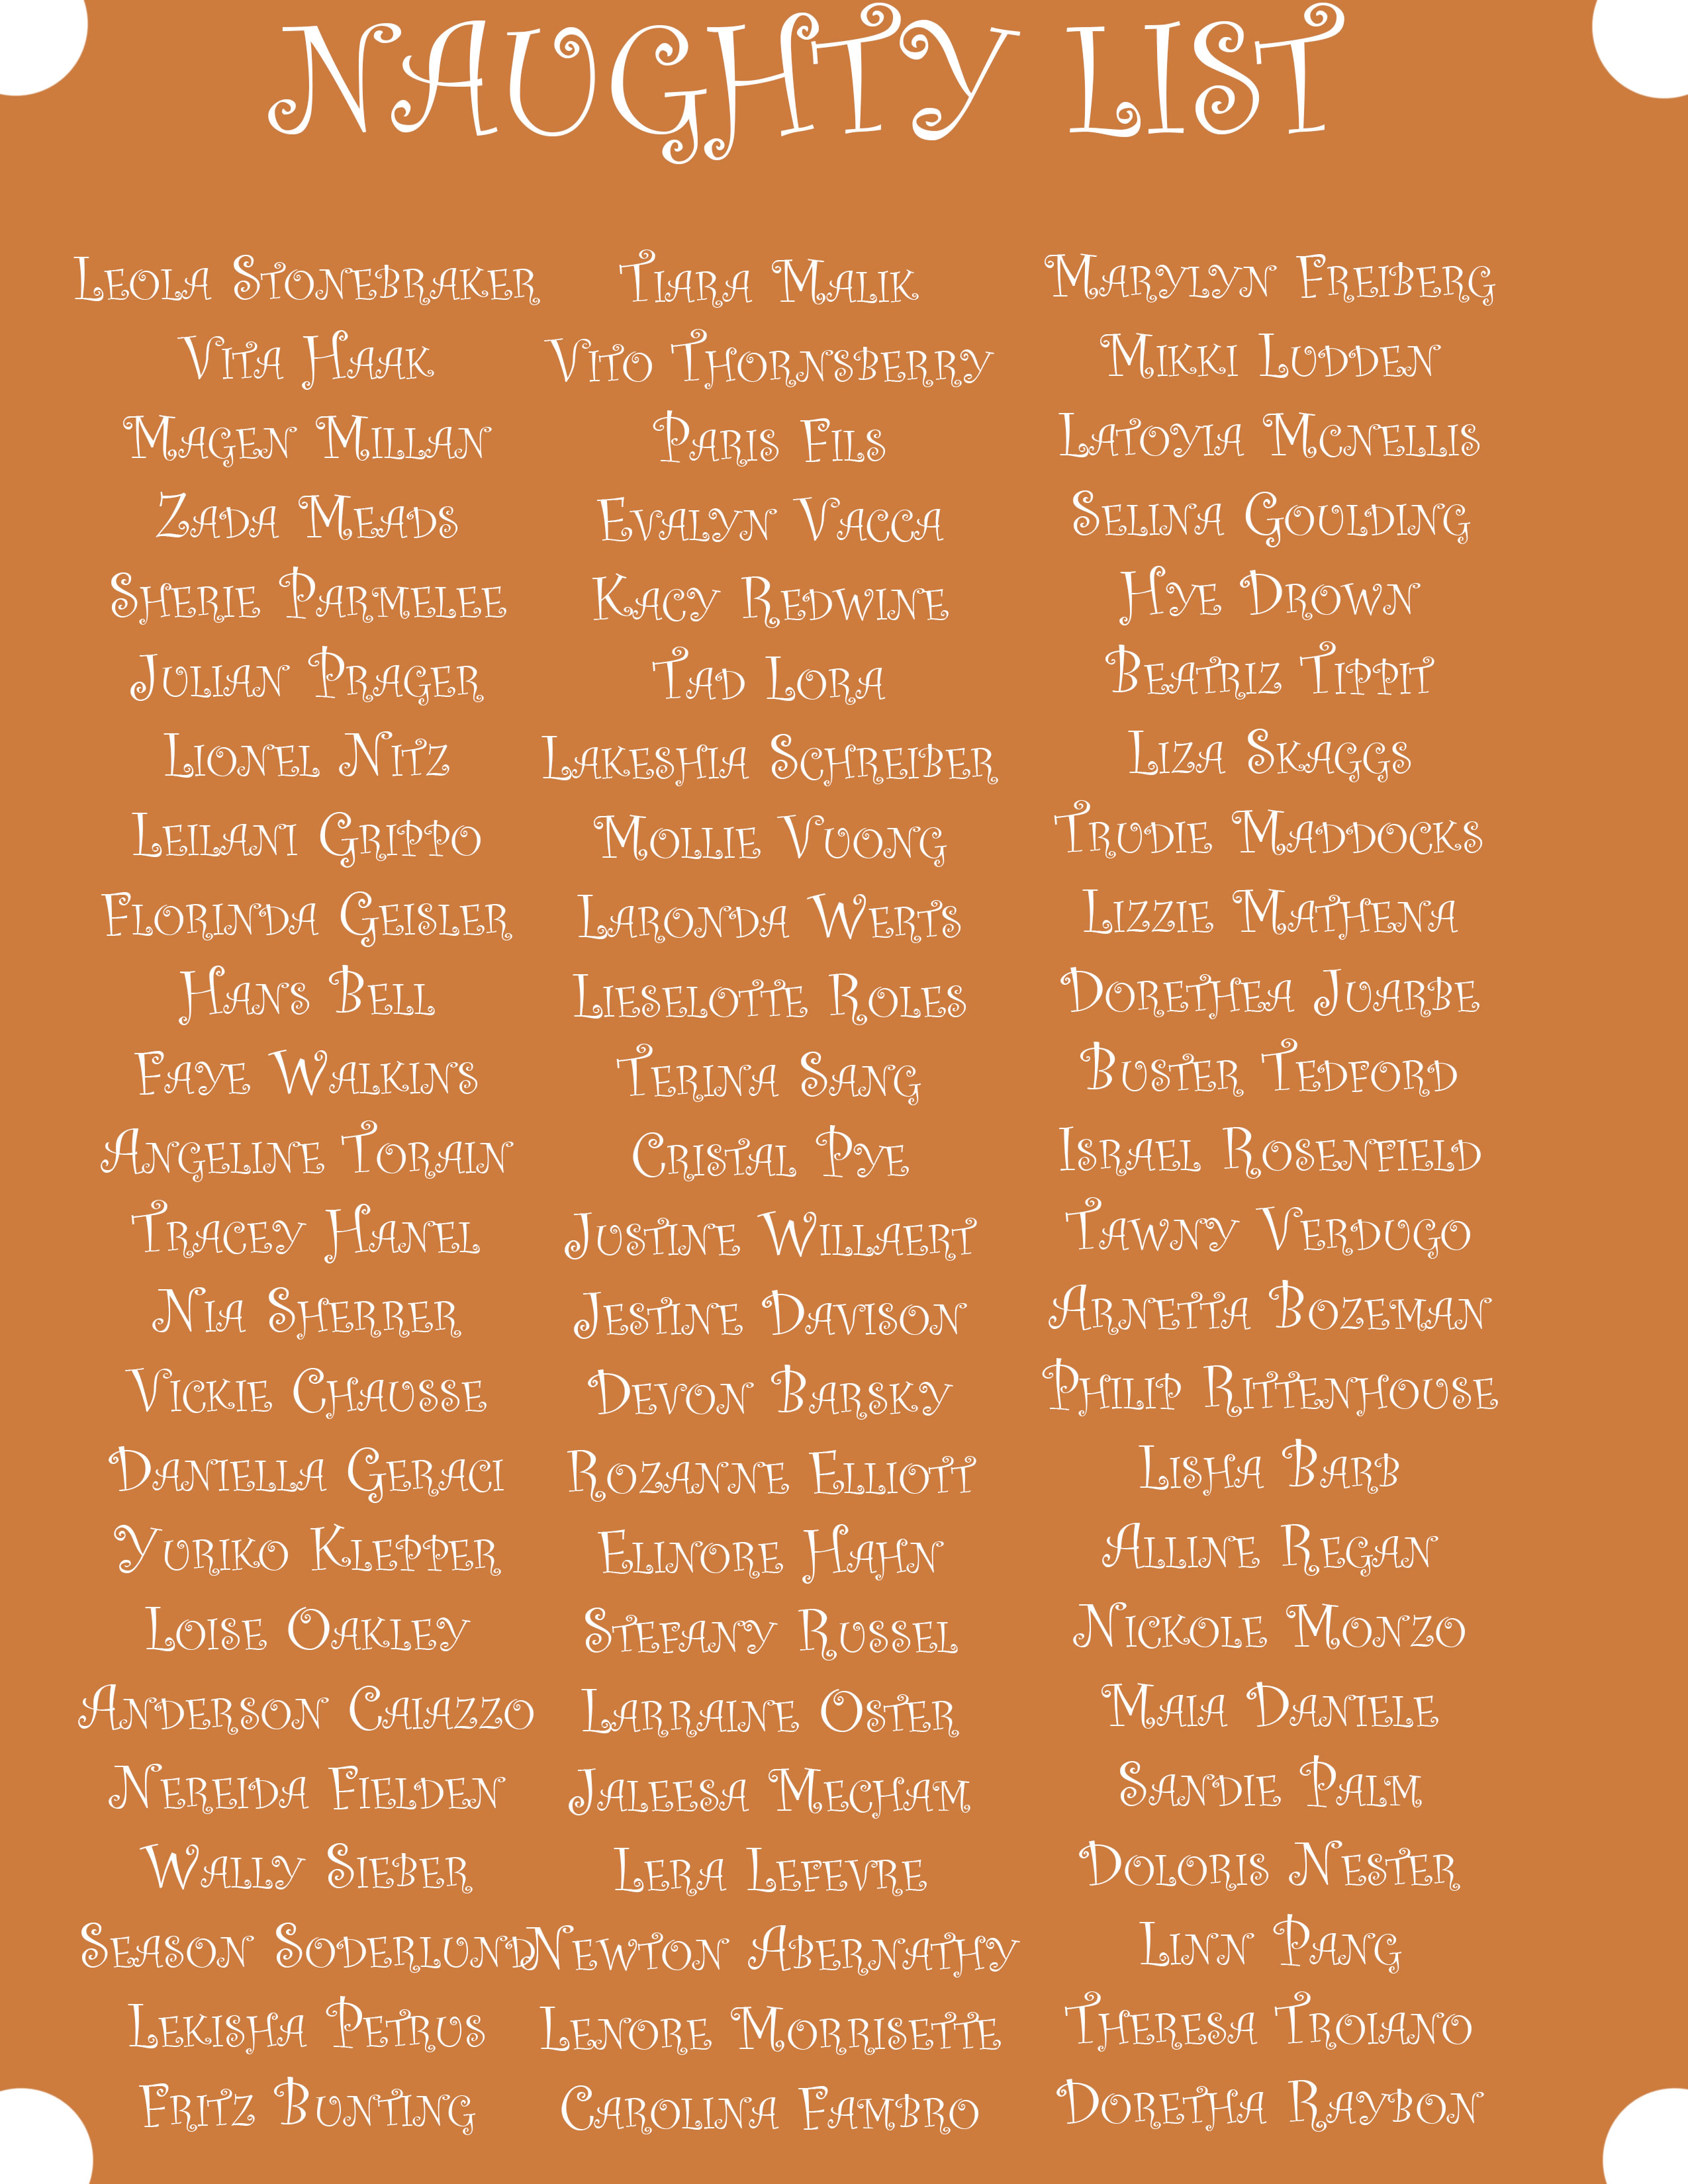 NAUGHTY LIST
LEOLA STONEBRAKER
VITA HAAK
MAGEN MILLAN
ZADA MEADS
SHERIE PARMELEE
JULIAN PRAGER
LIONEL NITZ
LEILANI GRIPPO
FLORINDA GEISLER
HANS BELL
FAYE WALKINS
ANGELINE TORAIN
TRACEY HANEL
NIA SHERRER
VICKIE CHAUSSE
DANIELLA GERACI
YURIKO KLEPPER
LOISE OAKLEY
ANDERSON CAIAZZO
NEREIDA FIELDEN
WALLY SIEBER
SEASON SODERLUND
LEKISHA PETRUS
FRITZ BUNTING
TIARA MALIK
VITO THORNSBERRY
PARIS FILS
EVALYN VACCA
KACY REDWINE
TAD LORA
LAKESHIA SCHREIBER
MOLLIE VUONG
LARONDA WERTS
LIESELOTTE ROLES
TERINA SANG
CRISTAL PYE
JUSTINE WILLAERT
JESTINE DAVISON
DEVON BARSKY
ROZANNE ELLIOTT
ELINORE HAHN
STEFANY RUSSEL
LARRAINE OSTER
JALEESA MECHAM
LERA LEFEVRE
NEWTON ABERNATHY
LENORE MORRISETTE
CAROLINA FAMBRO
MARYLYN FREIBERG
MIKKI LUDDEN
LATOYIA MCNELLIS
SELINA GOULDING
HYE DROWN
BEATRIZ TIPPIT
LIZA SKAGGS
TRUDIE MADDOCKS
LIZZIE MATHENA
DORETHEA JUARBE
BUSTER TEDFORD
ISRAEL ROSENFIELD
TAWNY VERDUGO
ARNETTA BOZEMAN
PHILIP RITTENHOUSE
LISHA BARB
ALLINE REGAN
NICKOLE MONZO
MAIA DANIELE
SANDIE PALM
DOLORIS NESTER
LINN PANG
THERESA TROIANO
DORETHA RAYBON